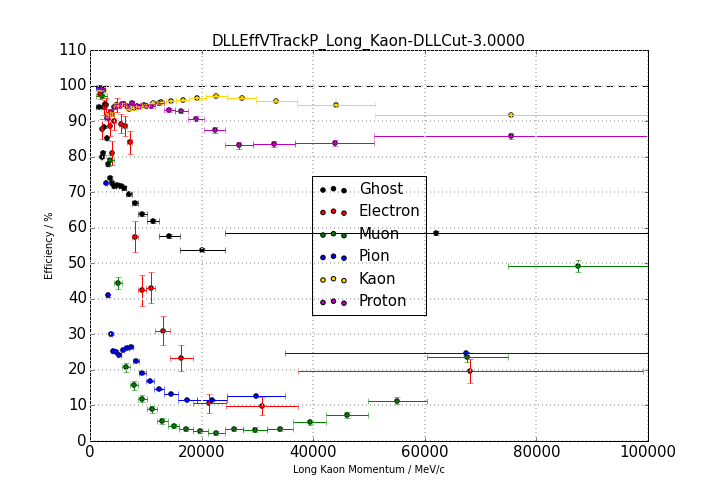 DLLEffVTrackP_Long_Kaon-DLLCut-3.0000
110
100
90
80
70
60
50
40
30
20
10
0
Efficiency / %
Ghost
Electron
Muon
Pion
Kaon
Proton
0 20000 40000 60000 80000 100000
Long Kaon Momentum / MeV/c